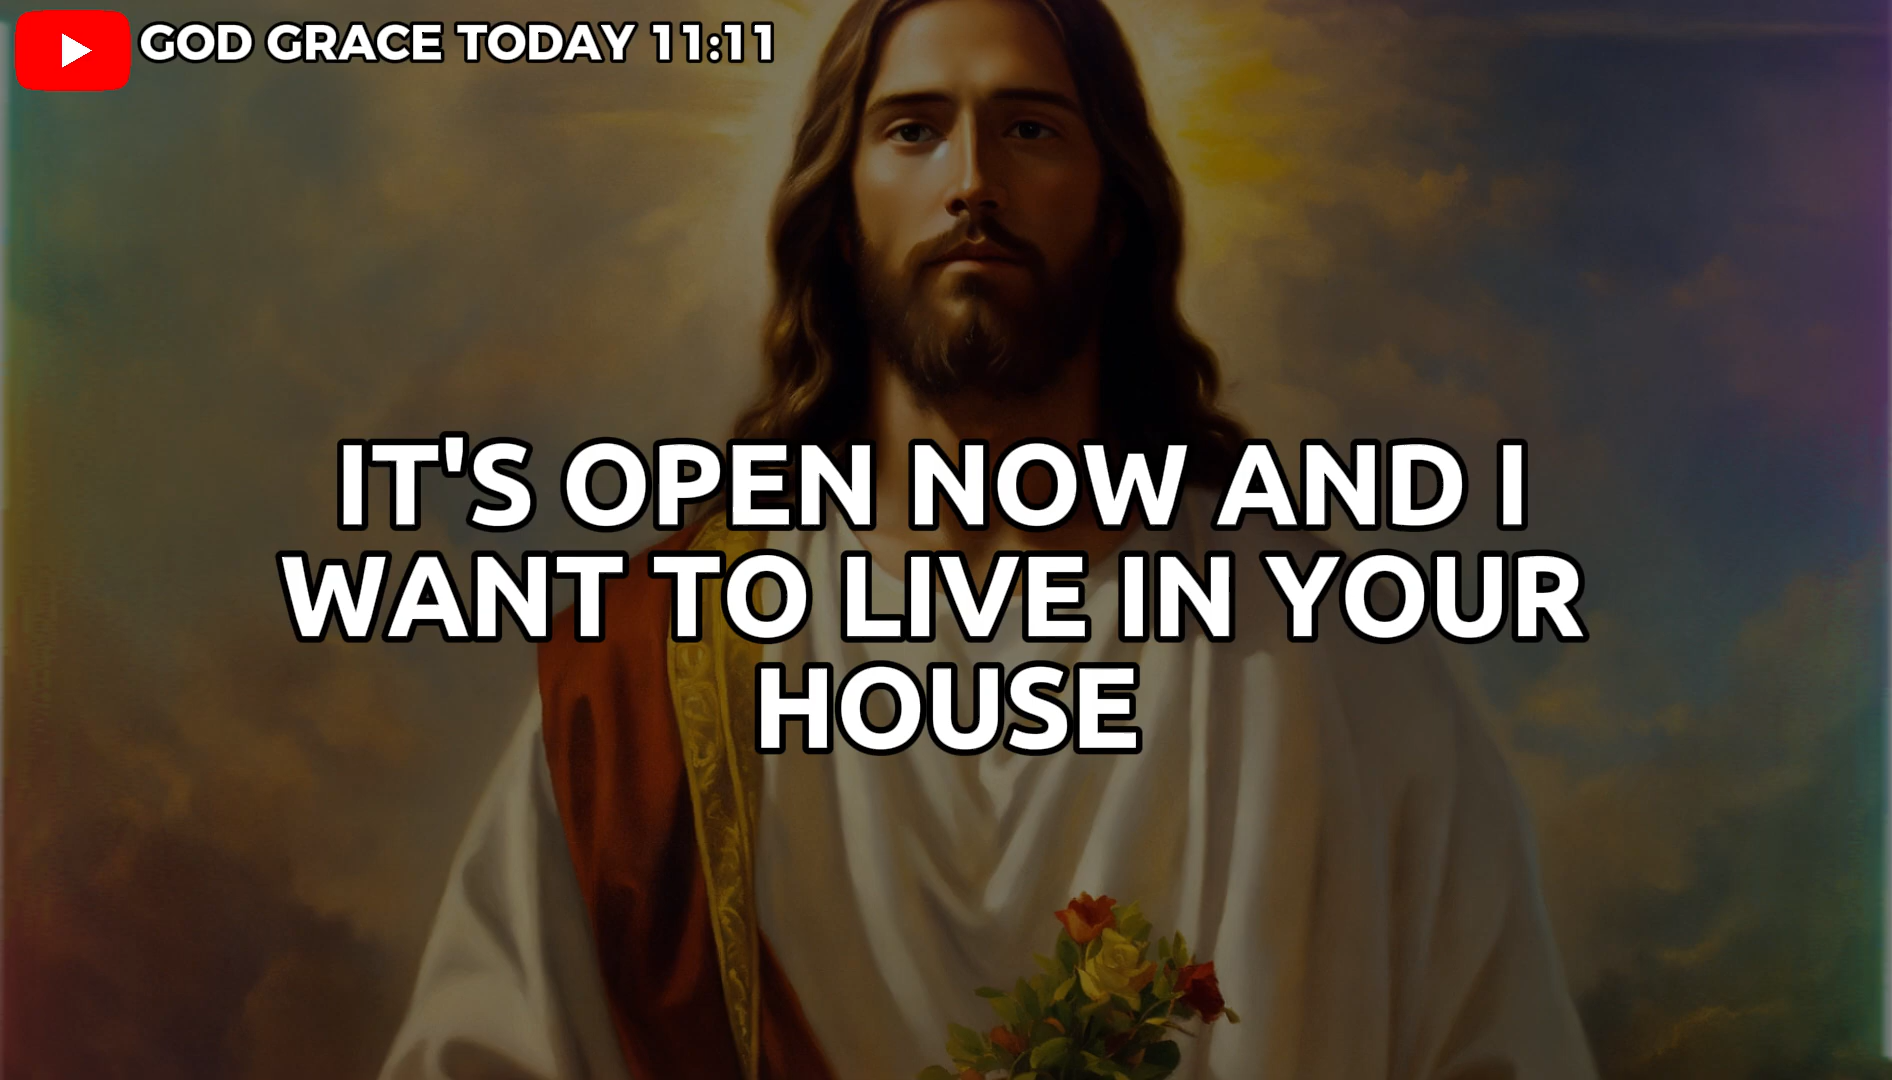 GOD GRACE TODAY 11:11
IT'S OPEN NOW AND I
WANT TO LIVE IN YOUR
HOUSE